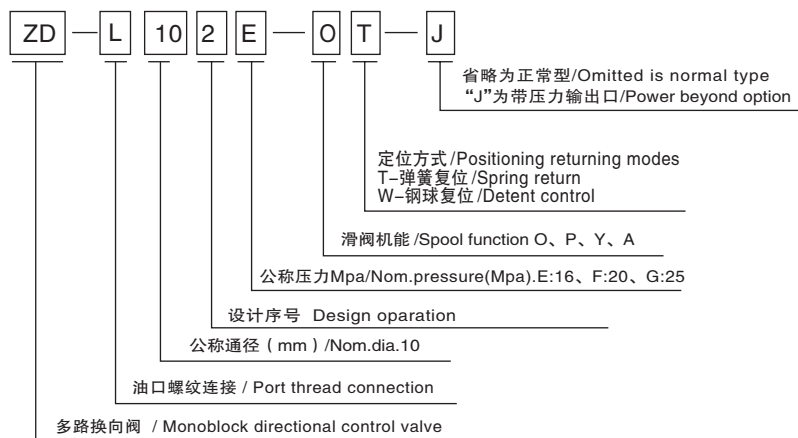 ZD — L 10 2 E — O T — J
省略为正常型/Omitted is normal type
“J”为带压力输出口/Power beyond option
定位方式/Positioning returning modes
T-弹簧复位/Spring return
W-钢球复位/Detent control
滑阀机能/Spool function O、P、Y、A
公称压力Mpa/Nom.pressure(Mpa).E:16、F:20、G:25
设计序号 Design oparation
公称通径（mm）/Nom.dia.10
油口螺纹连接 / Port thread connection
多路换向阀 / Monoblock directional control valve